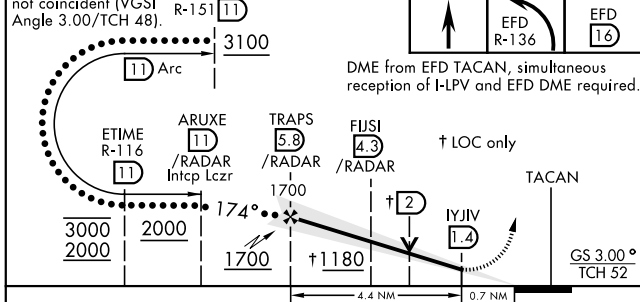 not coincident (VGSI
Angle 3.00/TCH 48).
R-151 11
3100
11 Arc
EFD
R-136
EFD
16
DME from EFD TACAN, simultaneous
reception of I-LPV and EFD DME required.
ETIME
R-116
11
ARUXE
11
/RADAR
Intcp Lczr
TRAPS
5.8
/RADAR
1700
FIJSI
4.3
/RADAR
† LOC only
† 2
IYJIV
1.4
TACAN
174°
3000
2000
2000
1700
†1180
GS 3.00°
TCH 52
4.4 NM
0.7 NM